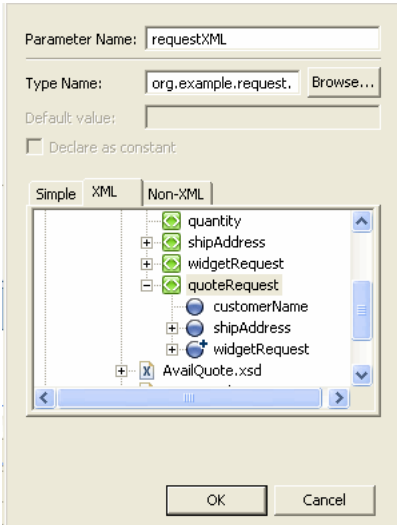 Parameter Name: requestXML
Type Name: org.example.request. Browse...
Default value:
Declare as constant
Simple XML Non-XML
quantity
shipAddress
widgetRequest
quoteRequest
customerName
shipAddress
widgetRequest
AvailQuote.xsd
OK Cancel